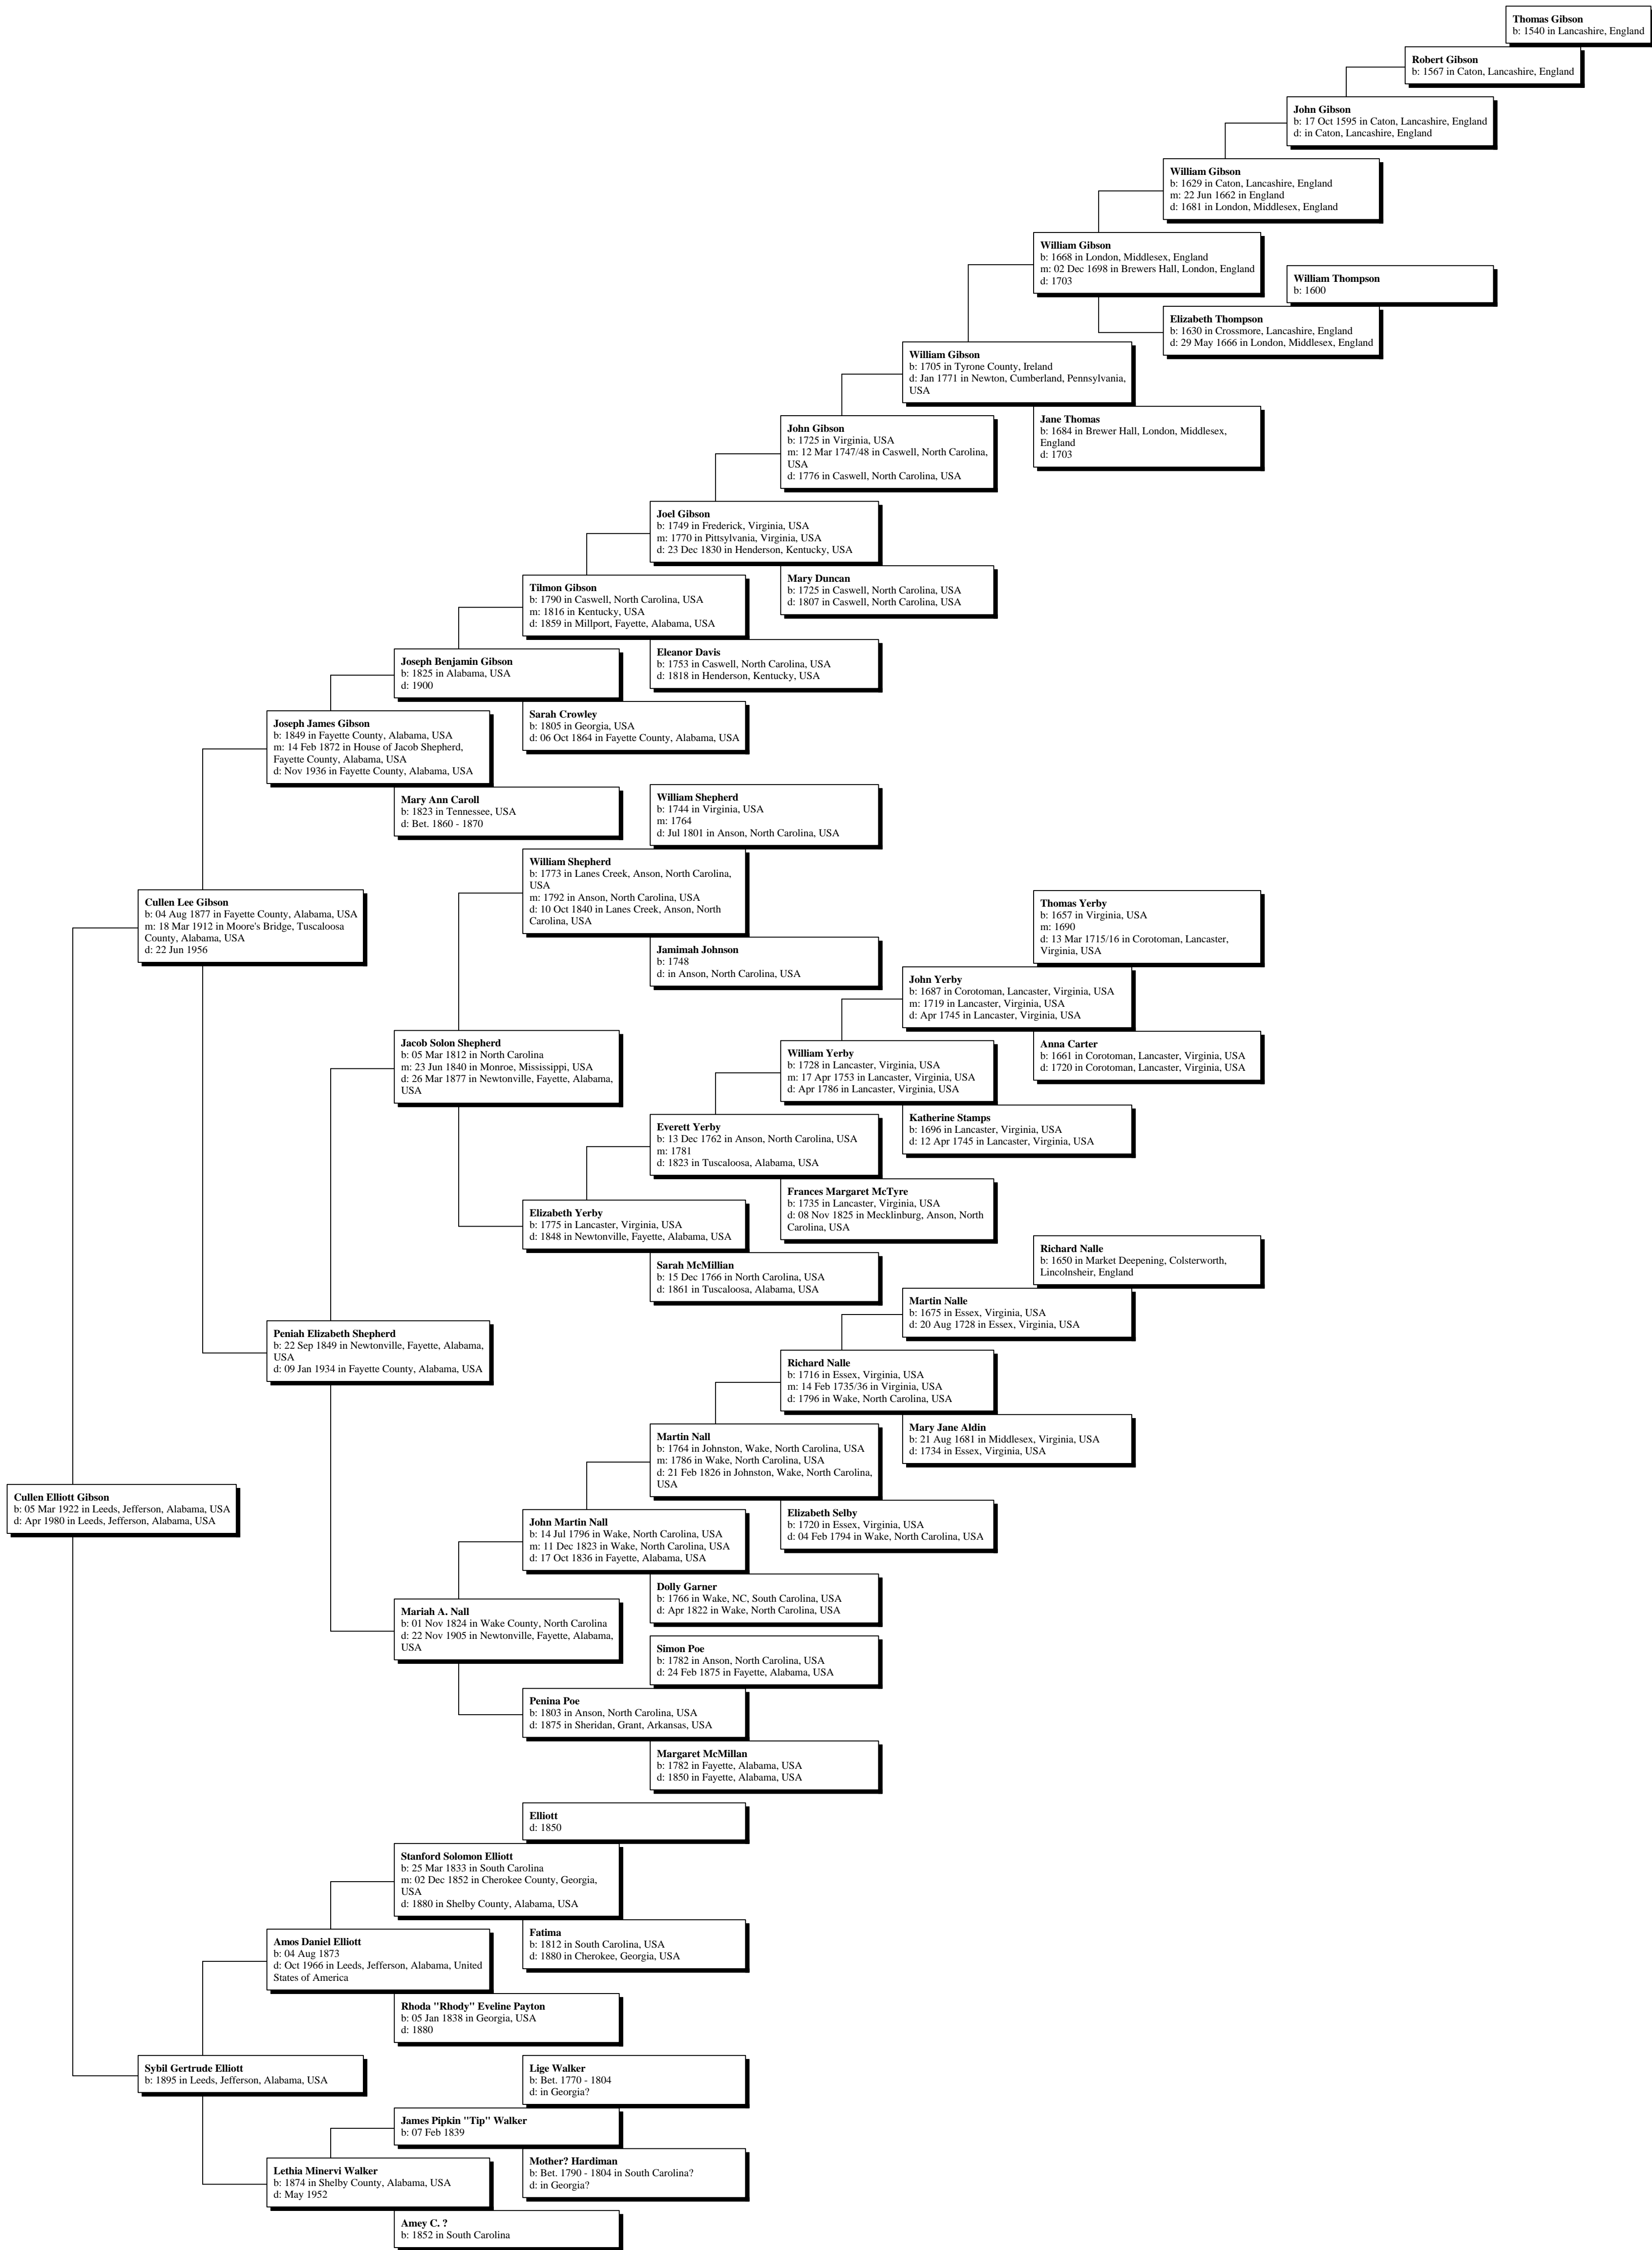 Thomas Gibson
b: 1540 in Lancashire, England
Robert Gibson
b: 1567 in Caton, Lancashire, England
John Gibson
b: 17 Oct 1595 in Caton, Lancashire, England
d: in Caton, Lancashire, England
William Gibson
b: 1629 in Caton, Lancashire, England
m: 22 Jun 1662 in England
d: 1681 in London, Middlesex, England
William Gibson
b: 1668 in London, Middlesex, England
m: 02 Dec 1698 in Brewers Hall, London, England
d: 1703
William Thompson
b: 1600
Elizabeth Thompson
b: 1630 in Crossmore, Lancashire, England
d: 29 May 1666 in London, Middlesex, England
William Gibson
b: 1705 in Tyrone County, Ireland
d: Jan 1771 in Newton, Cumberland, Pennsylvania,
USA
Jane Thomas
b: 1684 in Brewer Hall, London, Middlesex,
England
d: 1703
John Gibson
b: 1725 in Virginia, USA
m: 12 Mar 1747/48 in Caswell, North Carolina,
USA
d: 1776 in Caswell, North Carolina, USA
Joel Gibson
b: 1749 in Frederick, Virginia, USA
m: 1770 in Pittsylvania, Virginia, USA
d: 23 Dec 1830 in Henderson, Kentucky, USA
Mary Duncan
b: 1725 in Caswell, North Carolina, USA
d: 1807 in Caswell, North Carolina, USA
Tilmon Gibson
b: 1790 in Caswell, North Carolina, USA
m: 1816 in Kentucky, USA
d: 1859 in Millport, Fayette, Alabama, USA
Eleanor Davis
b: 1753 in Caswell, North Carolina, USA
d: 1818 in Henderson, Kentucky, USA
Joseph Benjamin Gibson
b: 1825 in Alabama, USA
d: 1900
Sarah Crowley
b: 1805 in Georgia, USA
d: 06 Oct 1864 in Fayette County, Alabama, USA
Joseph James Gibson
b: 1849 in Fayette County, Alabama, USA
m: 14 Feb 1872 in House of Jacob Shepherd,
Fayette County, Alabama, USA
d: Nov 1936 in Fayette County, Alabama, USA
Mary Ann Caroll
b: 1823 in Tennessee, USA
d: Bet. 1860 - 1870
William Shepherd
b: 1744 in Virginia, USA
m: 1764
d: Jul 1801 in Anson, North Carolina, USA
William Shepherd
b: 1773 in Lanes Creek, Anson, North Carolina,
USA
m: 1792 in Anson, North Carolina, USA
d: 10 Oct 1840 in Lanes Creek, Anson, North
Carolina, USA
Cullen Lee Gibson
b: 04 Aug 1877 in Fayette County, Alabama, USA
m: 18 Mar 1912 in Moore's Bridge, Tuscaloosa
County, Alabama, USA
d: 22 Jun 1956
Jamimah Johnson
b: 1748
d: in Anson, North Carolina, USA
Thomas Yerby
b: 1657 in Virginia, USA
m: 1690
d: 13 Mar 1715/16 in Corotoman, Lancaster,
Virginia, USA
John Yerby
b: 1687 in Corotoman, Lancaster, Virginia, USA
m: 1719 in Lancaster, Virginia, USA
d: Apr 1745 in Lancaster, Virginia, USA
Anna Carter
b: 1661 in Corotoman, Lancaster, Virginia, USA
d: 1720 in Corotoman, Lancaster, Virginia, USA
Jacob Solon Shepherd
b: 05 Mar 1812 in North Carolina
m: 23 Jun 1840 in Monroe, Mississippi, USA
d: 26 Mar 1877 in Newtonville, Fayette, Alabama,
USA
William Yerby
b: 1728 in Lancaster, Virginia, USA
m: 17 Apr 1753 in Lancaster, Virginia, USA
d: Apr 1786 in Lancaster, Virginia, USA
Katherine Stamps
b: 1696 in Lancaster, Virginia, USA
d: 12 Apr 1745 in Lancaster, Virginia, USA
Everett Yerby
b: 13 Dec 1762 in Anson, North Carolina, USA
m: 1781
d: 1823 in Tuscaloosa, Alabama, USA
Frances Margaret McTyre
b: 1735 in Lancaster, Virginia, USA
d: 08 Nov 1825 in Mecklinburg, Anson, North
Carolina, USA
Elizabeth Yerby
b: 1775 in Lancaster, Virginia, USA
d: 1848 in Newtonville, Fayette, Alabama, USA
Sarah McMillian
b: 15 Dec 1766 in North Carolina, USA
d: 1861 in Tuscaloosa, Alabama, USA
Richard Nalle
b: 1650 in Market Deepening, Colsterworth,
Lincolnsheir, England
Martin Nalle
b: 1675 in Essex, Virginia, USA
d: 20 Aug 1728 in Essex, Virginia, USA
Peniah Elizabeth Shepherd
b: 22 Sep 1849 in Newtonville, Fayette, Alabama,
USA
d: 09 Jan 1934 in Fayette County, Alabama, USA
Richard Nalle
b: 1716 in Essex, Virginia, USA
m: 14 Feb 1735/36 in Virginia, USA
d: 1796 in Wake, North Carolina, USA
Mary Jane Aldin
b: 21 Aug 1681 in Middlesex, Virginia, USA
d: 1734 in Essex, Virginia, USA
Martin Nall
b: 1764 in Johnston, Wake, North Carolina, USA
m: 1786 in Wake, North Carolina, USA
d: 21 Feb 1826 in Johnston, Wake, North Carolina,
USA
Cullen Elliott Gibson
b: 05 Mar 1922 in Leeds, Jefferson, Alabama, USA
d: Apr 1980 in Leeds, Jefferson, Alabama, USA
Elizabeth Selby
b: 1720 in Essex, Virginia, USA
d: 04 Feb 1794 in Wake, North Carolina, USA
John Martin Nall
b: 14 Jul 1796 in Wake, North Carolina, USA
m: 11 Dec 1823 in Wake, North Carolina, USA
d: 17 Oct 1836 in Fayette, Alabama, USA
Dolly Garner
b: 1766 in Wake, NC, South Carolina, USA
d: Apr 1822 in Wake, North Carolina, USA
Mariah A. Nall
b: 01 Nov 1824 in Wake County, North Carolina
d: 22 Nov 1905 in Newtonville, Fayette, Alabama,
USA
Simon Poe
b: 1782 in Anson, North Carolina, USA
d: 24 Feb 1875 in Fayette, Alabama, USA
Penina Poe
b: 1803 in Anson, North Carolina, USA
d: 1875 in Sheridan, Grant, Arkansas, USA
Margaret McMillan
b: 1782 in Fayette, Alabama, USA
d: 1850 in Fayette, Alabama, USA
Elliott
d: 1850
Stanford Solomon Elliott
b: 25 Mar 1833 in South Carolina
m: 02 Dec 1852 in Cherokee County, Georgia,
USA
d: 1880 in Shelby County, Alabama, USA
Fatima
b: 1812 in South Carolina, USA
d: 1880 in Cherokee, Georgia, USA
Amos Daniel Elliott
b: 04 Aug 1873
d: Oct 1966 in Leeds, Jefferson, Alabama, United
States of America
Rhoda "Rhody" Eveline Payton
b: 05 Jan 1838 in Georgia, USA
d: 1880
Sybil Gertrude Elliott
b: 1895 in Leeds, Jefferson, Alabama, USA
Lige Walker
b: Bet. 1770 - 1804
d: in Georgia?
James Pipkin "Tip" Walker
b: 07 Feb 1839
Mother? Hardiman
b: Bet. 1790 - 1804 in South Carolina?
d: in Georgia?
Lethia Minervi Walker
b: 1874 in Shelby County, Alabama, USA
d: May 1952
Amey C. ?
b: 1852 in South Carolina